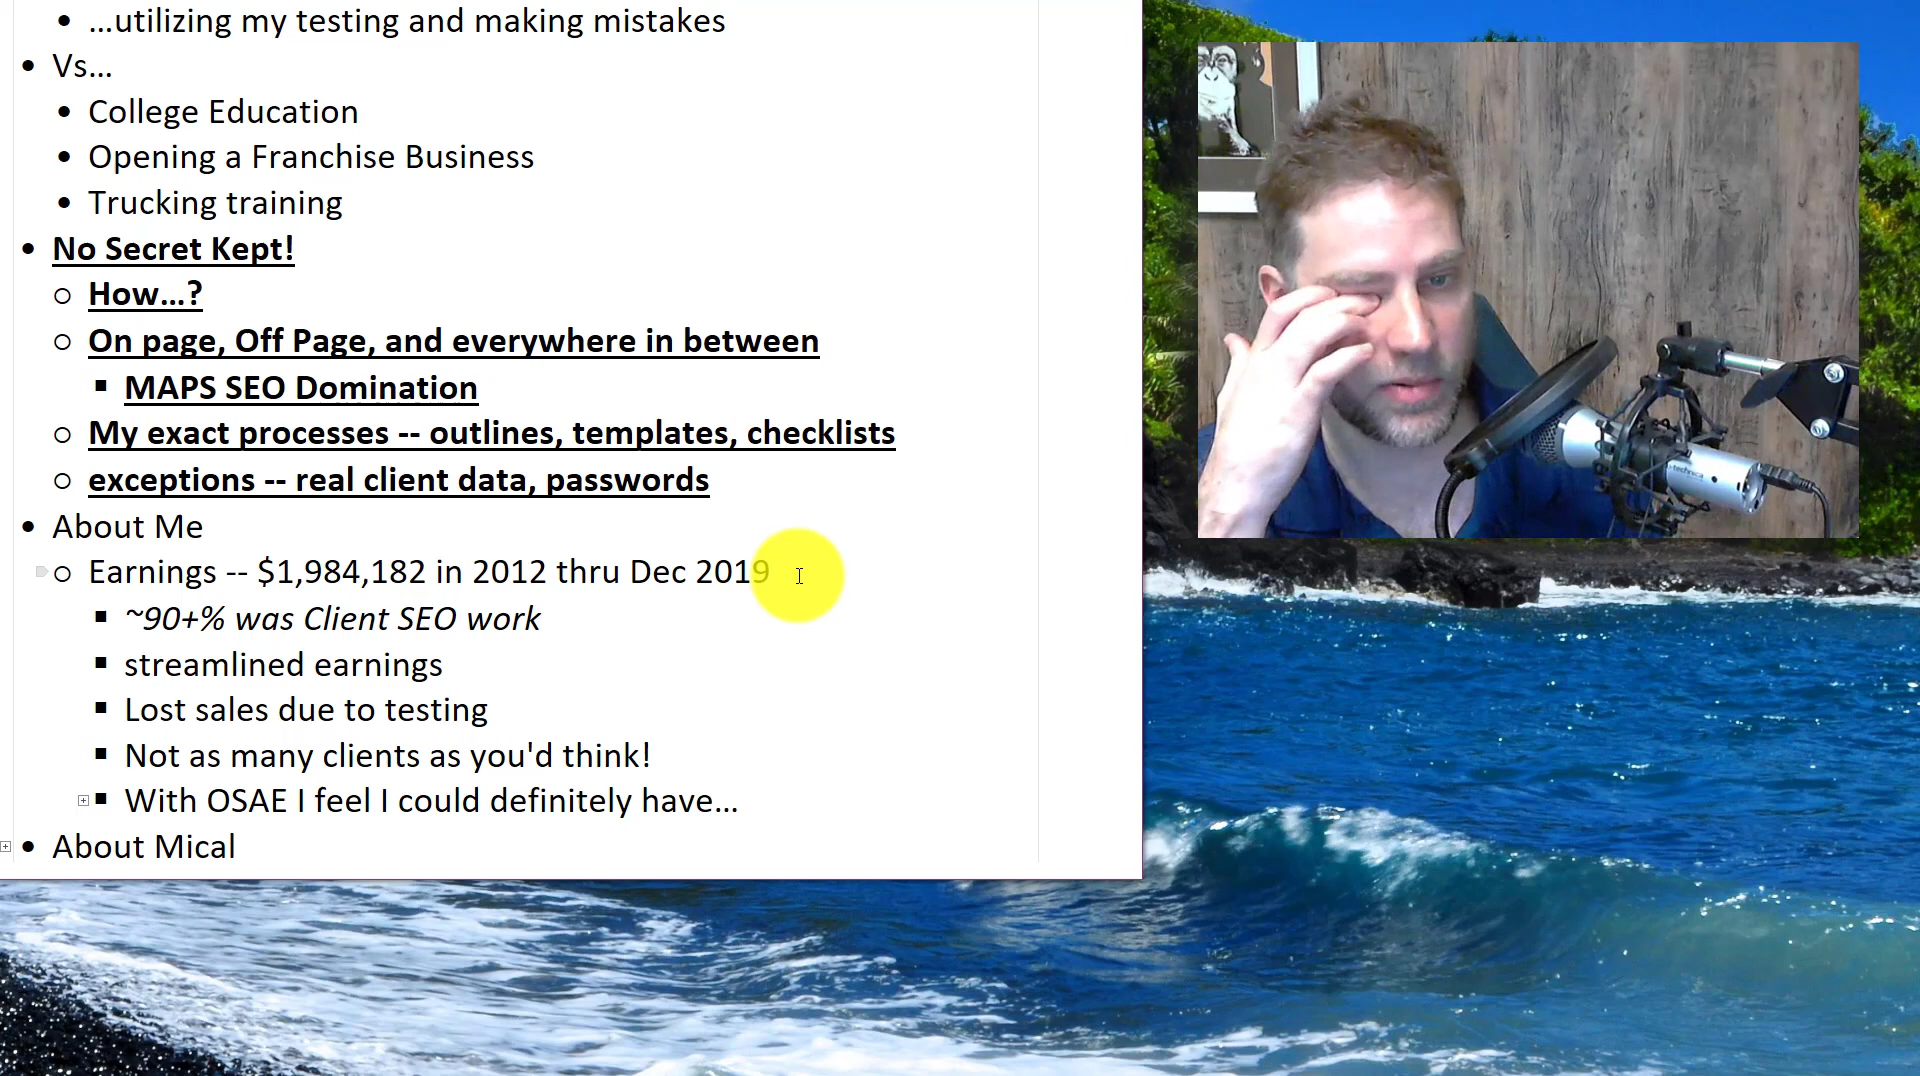 …utilizing my testing and making mistakes
Vs…
College Education
Opening a Franchise Business
Trucking training
No Secret Kept!
How…?
On page, Off Page, and everywhere in between
MAPS SEO Domination
My exact processes -- outlines, templates, checklists
exceptions -- real client data, passwords
About Me
Earnings -- $1,984,182 in 2012 thru Dec 2019
~90+% was Client SEO work
streamlined earnings
Lost sales due to testing
Not as many clients as you'd think!
With OSAE I feel I could definitely have…
About Mical